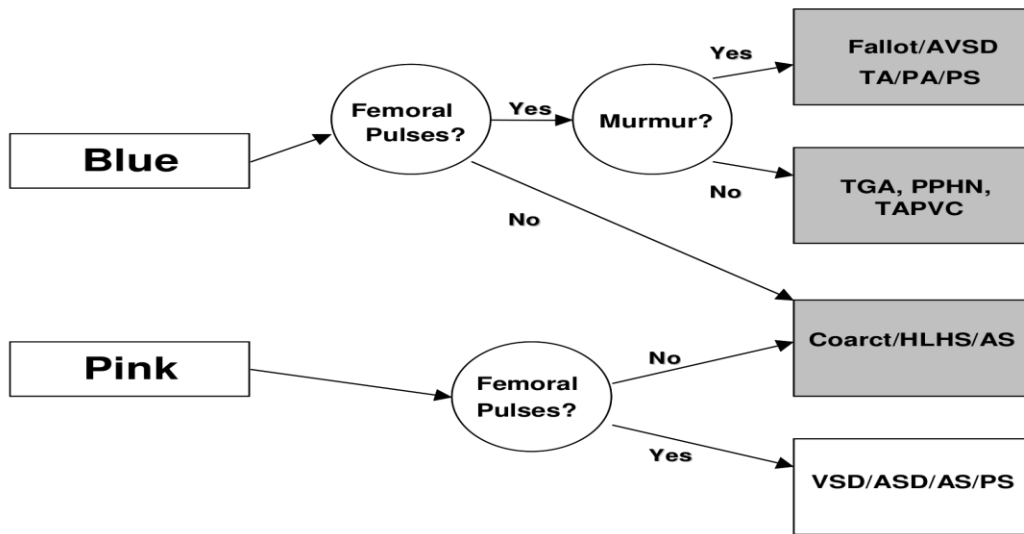 Blue
Femoral
Pulses?
Yes
Murmur?
Yes
Fallot/AVSD
TA/PA/PS
No
TGA, PPHN,
TAPVC
No
Coarct/HLHS/AS
Pink
Femoral
Pulses?
No
Yes
VSD/ASD/AS/PS